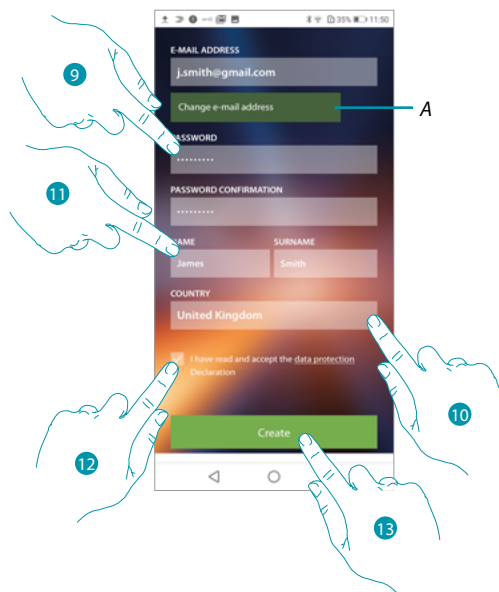 35% 11:50
E-MAIL ADDRESS
j.smith@gmail.com
9
Change e-mail address
A
PASSWORD
•••••••••
11
PASSWORD CONFIRMATION
•••••••••
NAME SURNAME
James Smith
COUNTRY
United Kingdom
I have read and accept the data protection
Declaration
10
Create
12
13